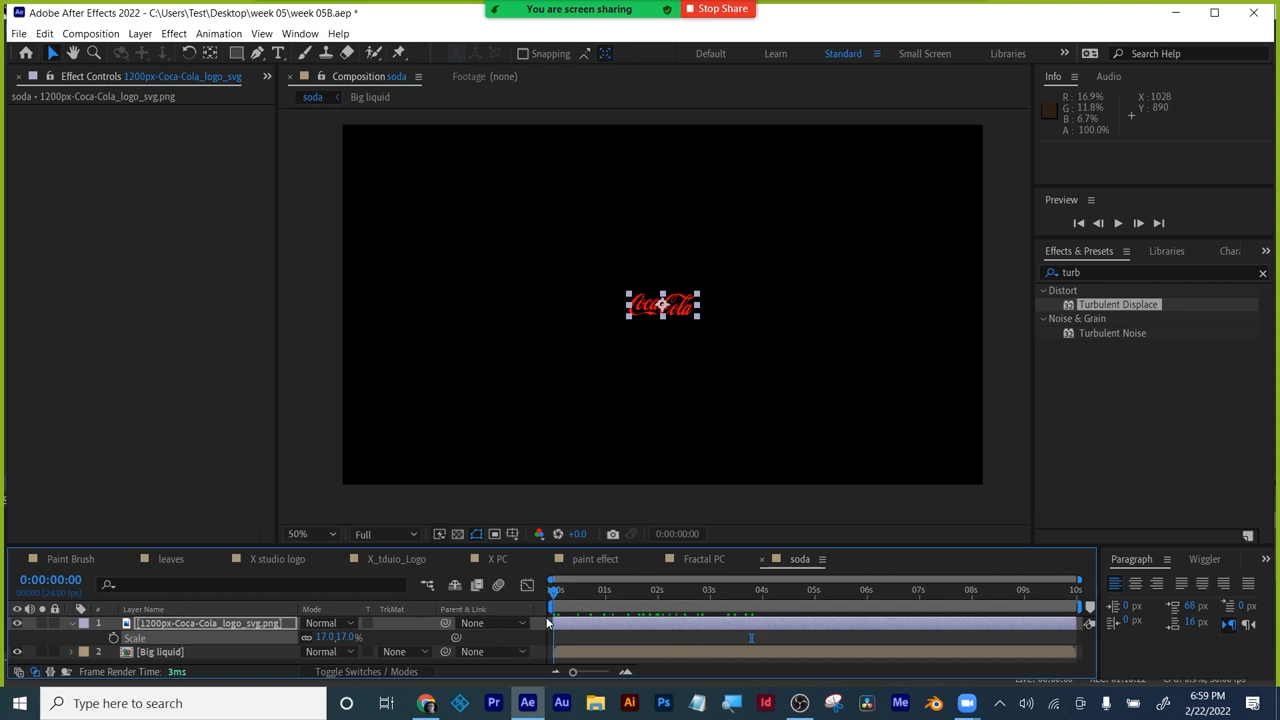 You are screen sharing
Stop Share
Adobe After Effects 2022 - C:\Users\Test\Desktop\week 05\week 05B.aep *
File Edit Composition Layer Effect Animation View Window Help
Snapping
Default Learn Standard Small Screen Libraries
Search Help
Effect Controls 1200px-Coca-Cola_logo_svg
soda • 1200px-Coca-Cola_logo_svg.png
Composition soda
Footage (none)
soda
Big liquid
Info
Audio
R: 16.9%
G: 11.8%
B: 6.7%
A: 100.0%
X: 1028
Y: 890
Preview
Effects & Presets
Libraries
turb
Distort
Turbulent Displace
Noise & Grain
Turbulent Noise
Coca-Cola
50%
Full
+0.0
0:00:00:00
Paint Brush
leaves
X studio logo
X_tduio_Logo
X PC
paint effect
Fractal PC
soda
Paragraph
Wiggler
0:00:00:00
00000 (24.00 fps)
01s 02s 03s 04s 05s 06s 07s 08s 09s 10s
0 px 68 px 0 px
0 px 16 px
# Layer Name Mode T TrkMat Parent & Link
1 [1200px-Coca-Cola_logo_svg.png] Normal None
Scale 17.0,17.0%
2 [Big liquid] Normal None None
Frame Render Time: 3ms
Toggle Switches / Modes
Type here to search
6:59 PM
2/22/2022